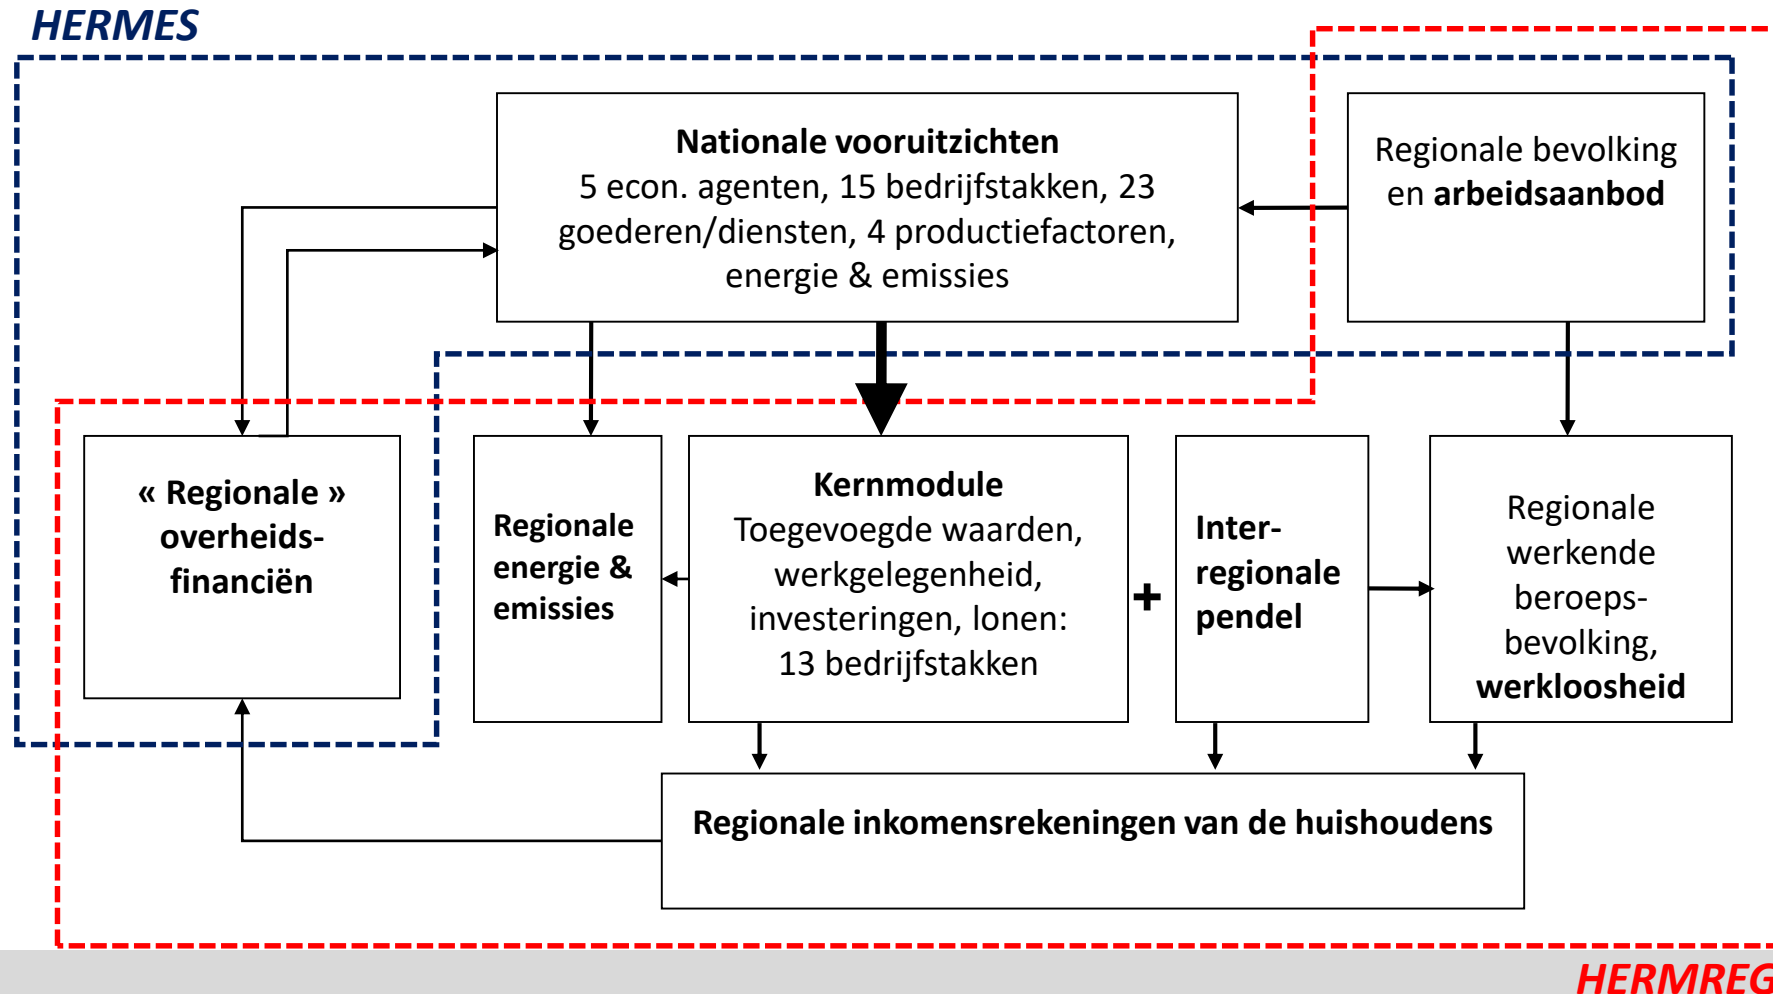 HERMES
Nationale vooruitzichten
5 econ. agenten, 15 bedrijfstakken, 23
goederen/diensten, 4 productiefactoren,
energie & emissies
Regionale bevolking
en arbeidsaanbod
« Regionale »
overheids-
financiën
Regionale
energie &
emissies
Kernmodule
Toegevoegde waarden,
werkgelegenheid,
investeringen, lonen:
13 bedrijfstakken
+
Inter-
regionale
pendel
Regionale
werkende
beroeps-
bevolking,
werkloosheid
Regionale inkomensrekeningen van de huishoudens
HERMREG